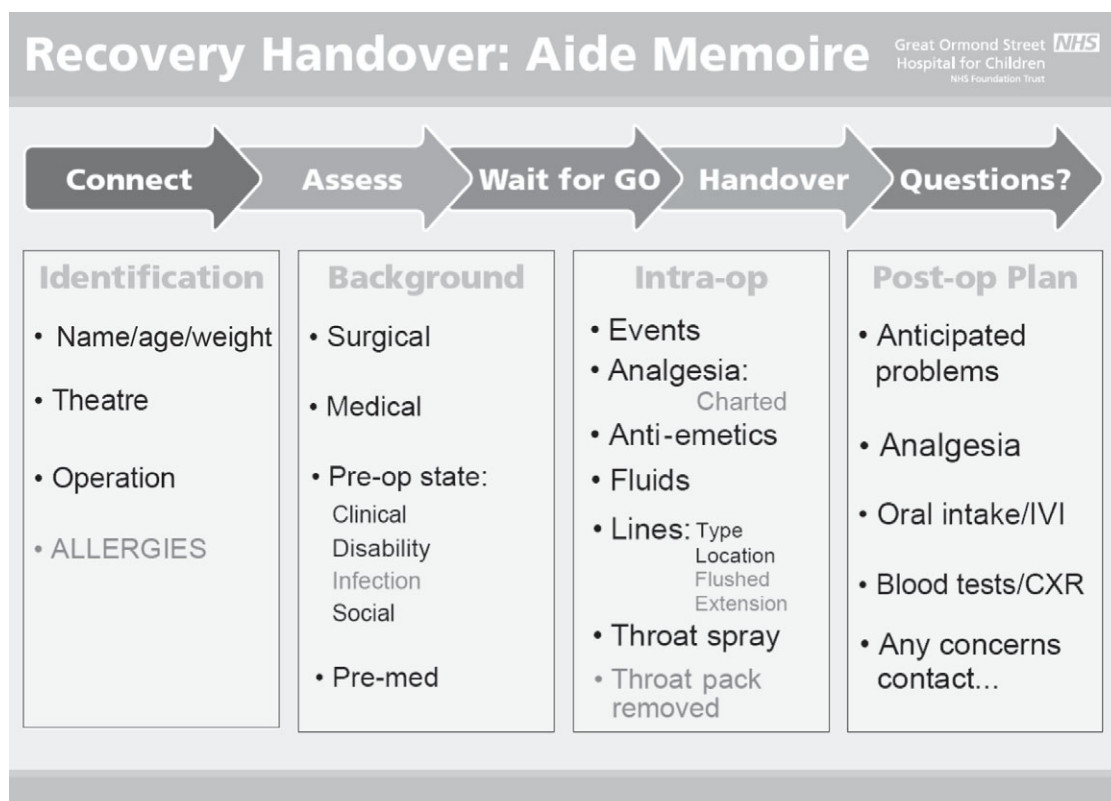 Recovery Handover: Aide Memoire
Great Ormond Street NHS
Hospital for Children
NHS Foundation Trust
Connect
Assess
Wait for GO
Handover
Questions?
Identification
• Name/age/weight
• Theatre
• Operation
• ALLERGIES
Background
• Surgical
• Medical
• Pre-op state:
Clinical
Disability
Infection
Social
• Pre-med
Intra-op
• Events
• Analgesia:
Charted
• Anti-emetics
• Fluids
• Lines: Type
Location
Flushed
Extension
• Throat spray
• Throat pack
removed
Post-op Plan
• Anticipated
problems
• Analgesia
• Oral intake/IVI
• Blood tests/CXR
• Any concerns
contact...